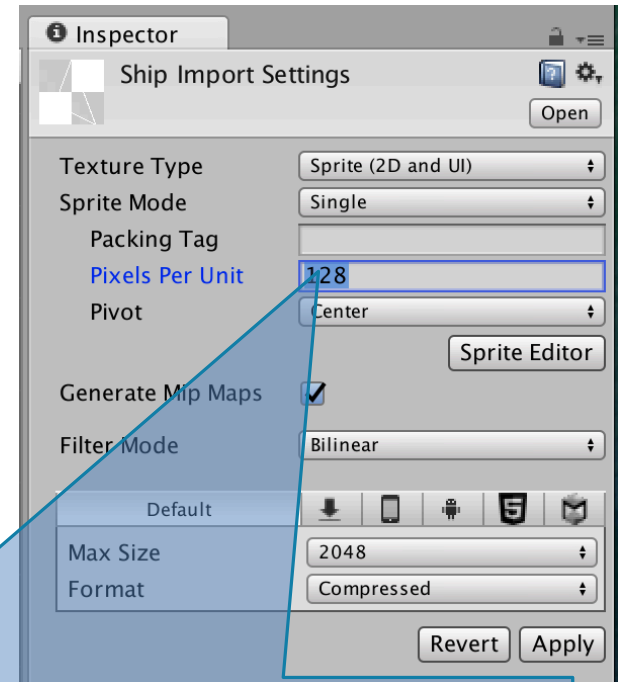 Inspector
Ship Import Settings
Open
Texture Type Sprite (2D and UI)
Sprite Mode Single
Packing Tag
Pixels Per Unit 128
Pivot Center
Sprite Editor
Generate Mip Maps
Filter Mode Bilinear
Default
Max Size 2048
Format Compressed
Revert Apply